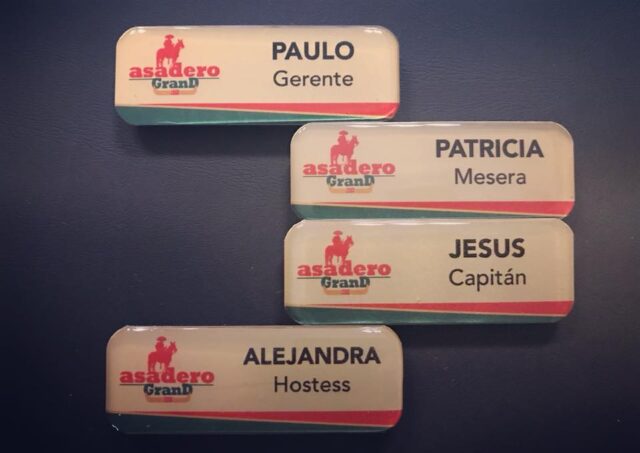 asadero
GranD
PAULO
Gerente
asadero
GranD
PATRICIA
Mesera
asadero
GranD
JESUS
Capitán
asadero
GranD
ALEJANDRA
Hostess